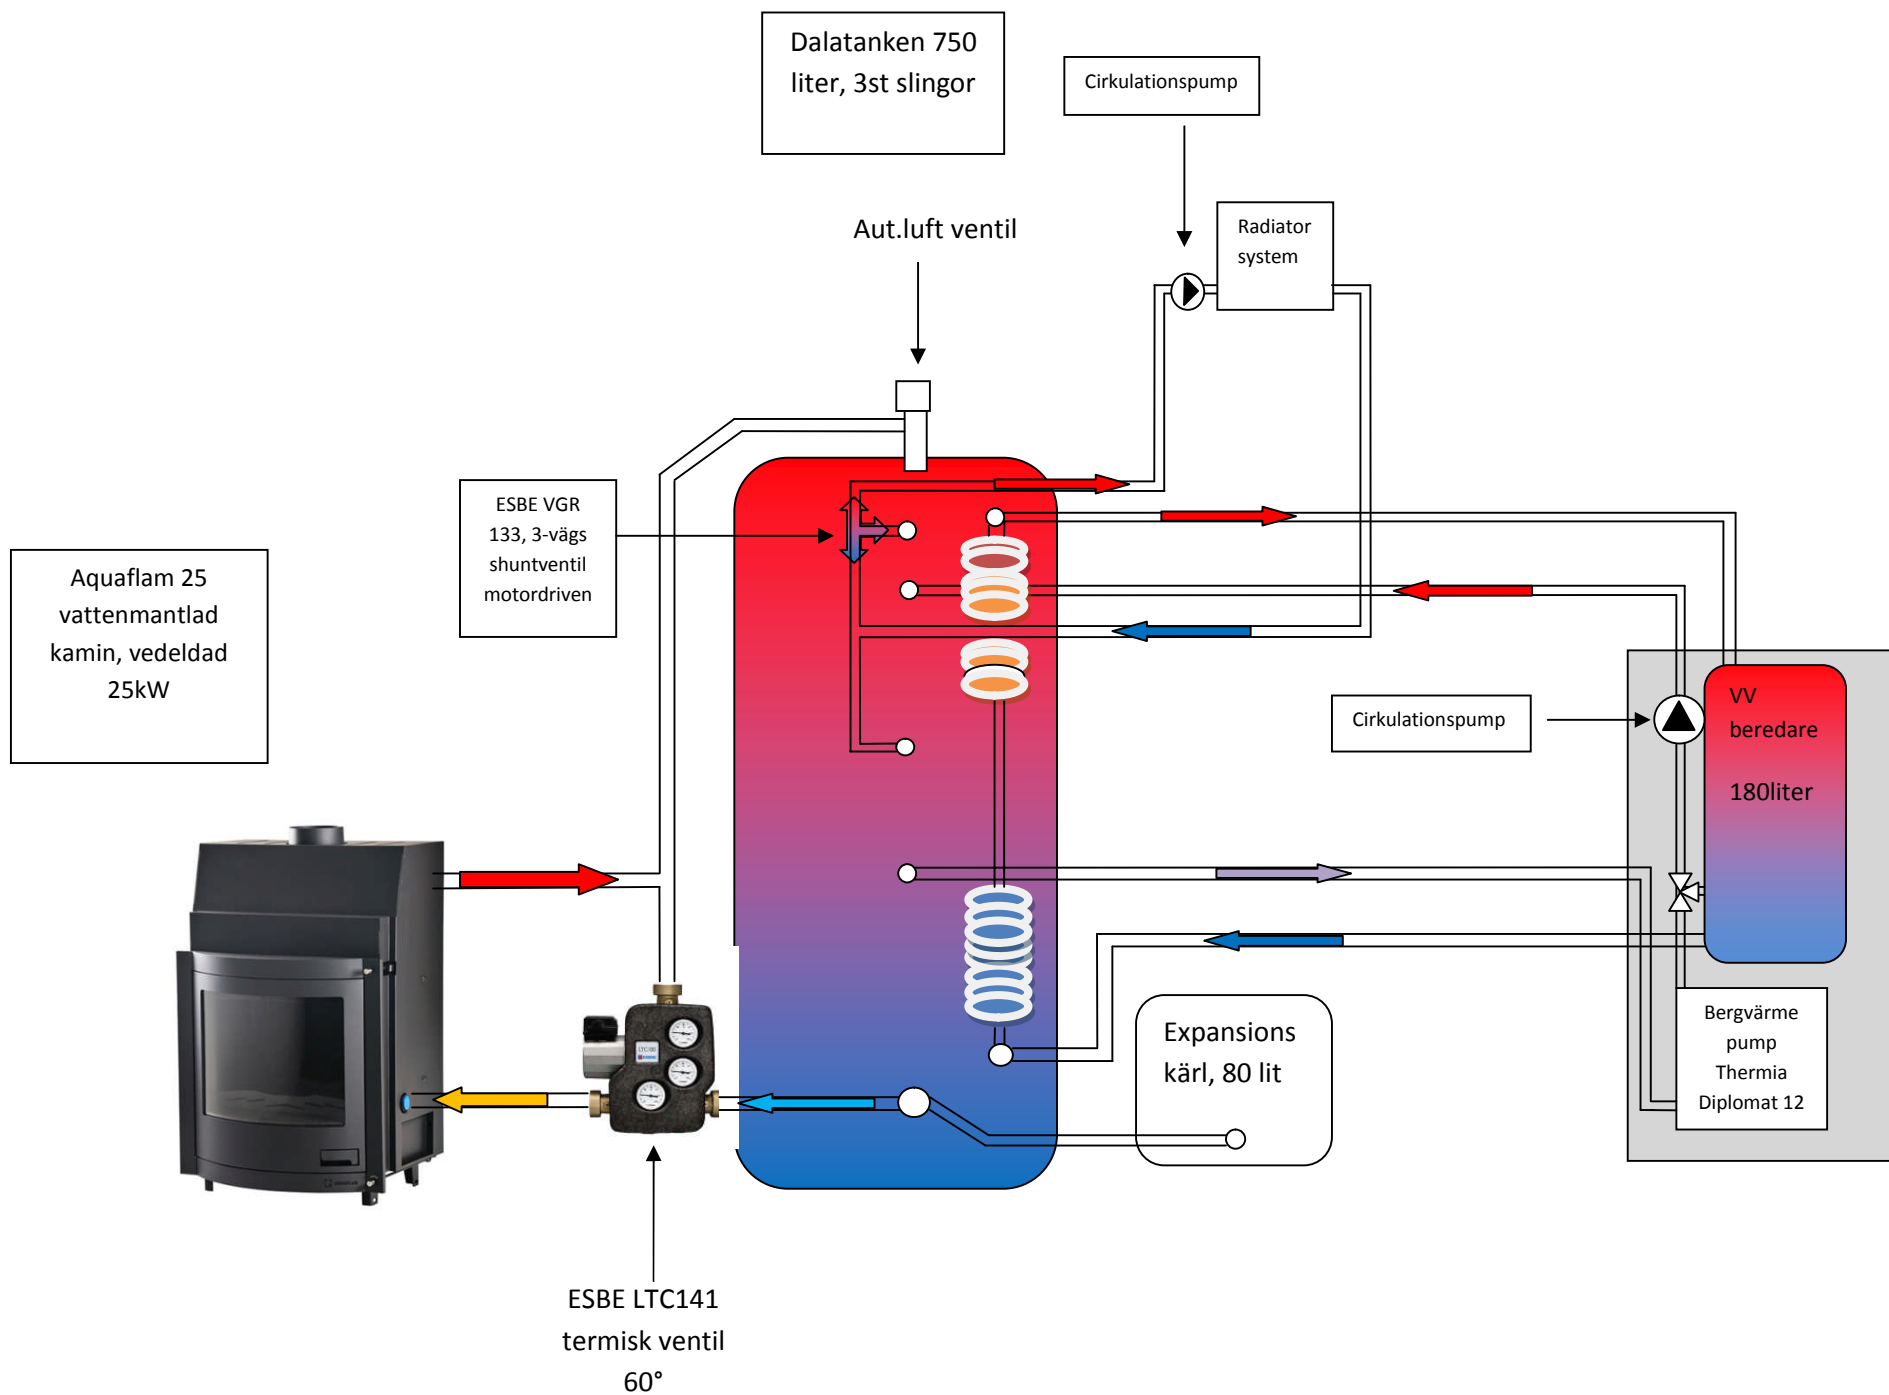 Dalatanken 750
liter, 3st slingor
Cirkulationspump
Aut.luft ventil
Radiator
system
ESBE VGR
133, 3-vägs
shuntventil
motordriven
Aquaflam 25
vattenmantlad
kamin, vedeldad
25kW
Cirkulationspump
VV
beredare
180liter
Expansions
kärl, 80 lit
Bergvärme
pump
Thermia
Diplomat 12
ESBE LTC141
termisk ventil
60°